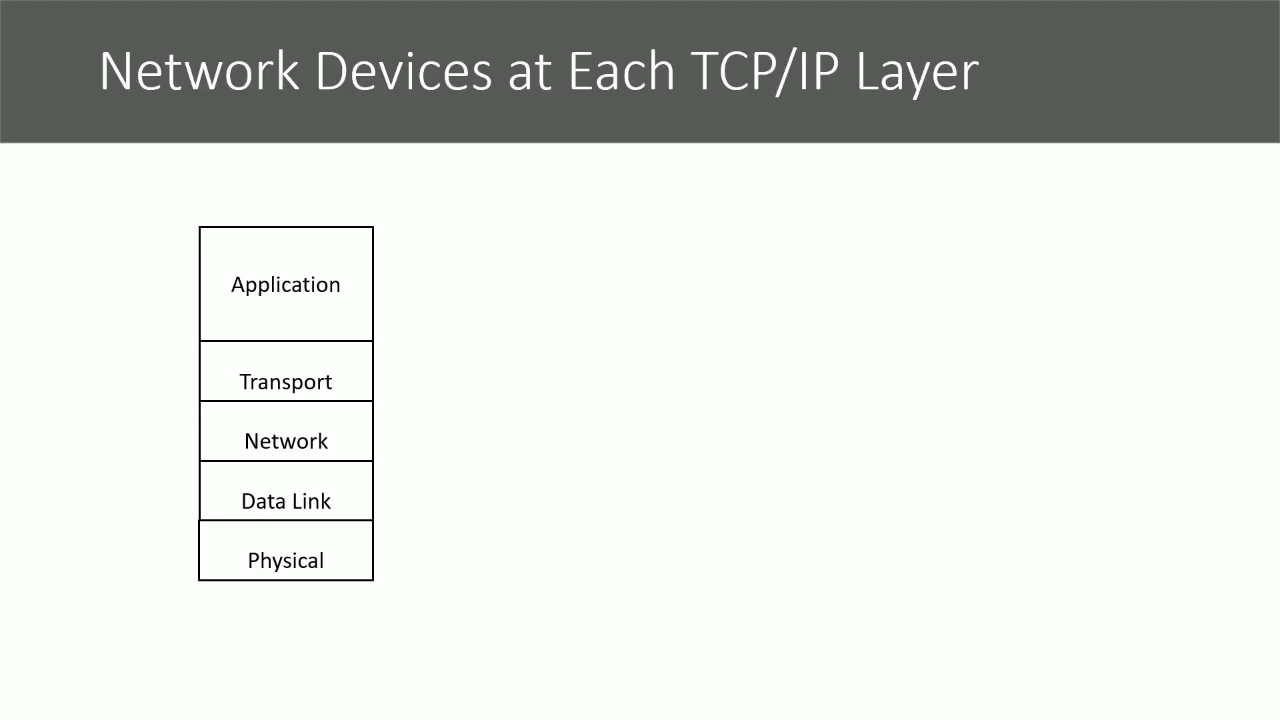 Network Devices at Each TCP/IP Layer
Application
Transport
Network
Data Link
Physical